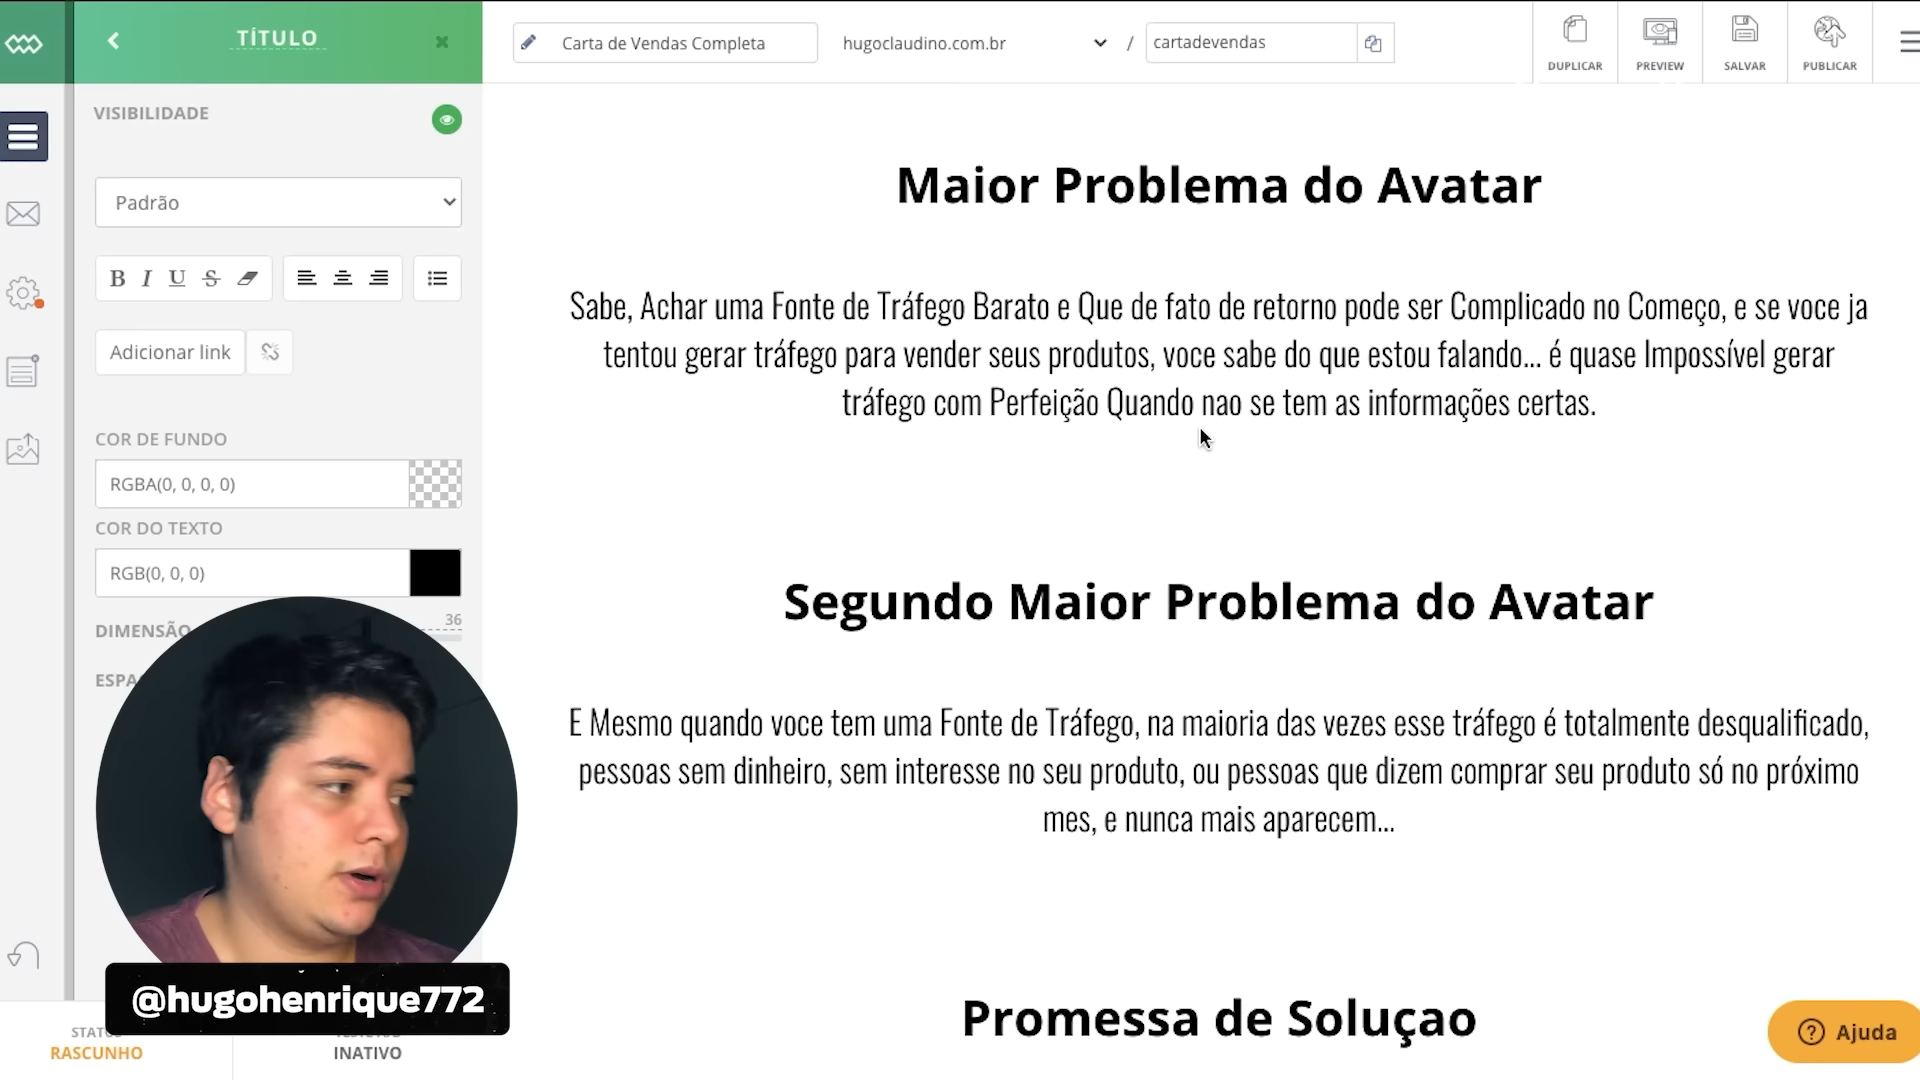 TÍTULO
Carta de Vendas Completa
hugoclaudino.com.br
/
cartadevendas
DUPLICAR
PREVIEW
SALVAR
PUBLICAR
VISIBILIDADE
Padrão
B I U S
Adicionar link
COR DE FUNDO
RGBA(0, 0, 0, 0)
COR DO TEXTO
RGB(0, 0, 0)
DIMENSÃO
36
ESPA
@hugohenrique772
STATUS
RASCUNHO
INATIVO
Maior Problema do Avatar
Sabe, Achar uma Fonte de Tráfego Barato e Que de fato de retorno pode ser Complicado no Começo, e se voce ja
tentou gerar tráfego para vender seus produtos, voce sabe do que estou falando... é quase Impossível gerar
tráfego com Perfeição Quando nao se tem as informações certas.
Segundo Maior Problema do Avatar
E Mesmo quando voce tem uma Fonte de Tráfego, na maioria das vezes esse tráfego é totalmente desqualificado,
pessoas sem dinheiro, sem interesse no seu produto, ou pessoas que dizem comprar seu produto só no próximo
mes, e nunca mais aparecem...
Promessa de Soluçao
Ajuda